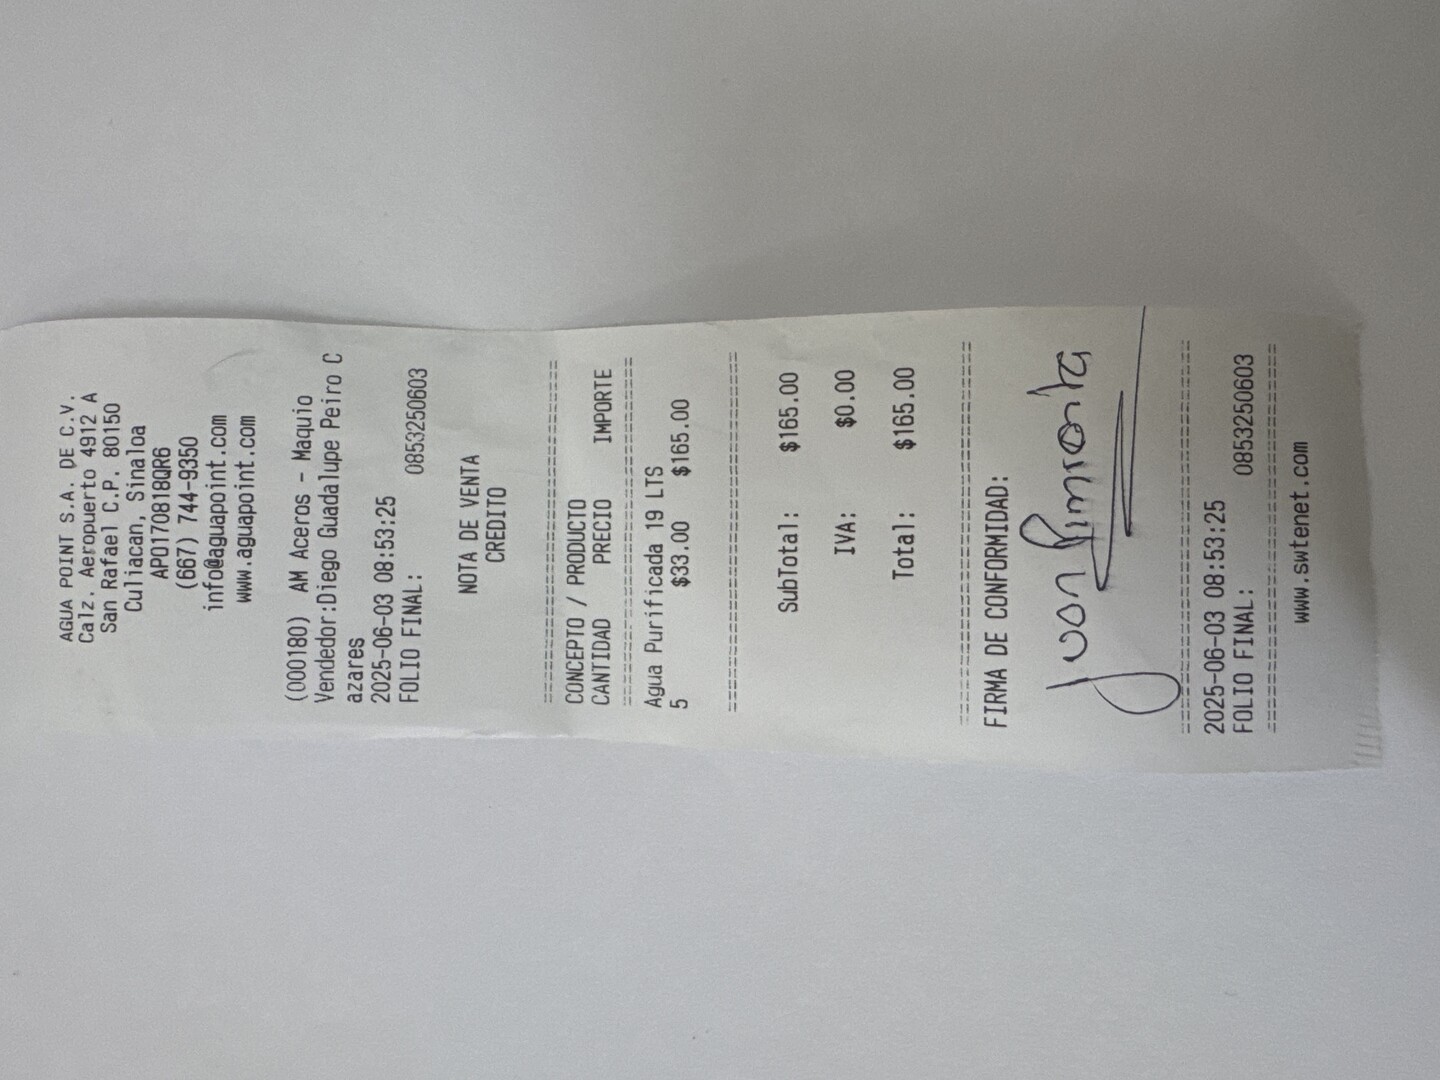 AGUA POINT S.A. DE C.V.
Calz. Aeropuerto 4912 A
San Rafael C.P. 80150
Culiacan, Sinaloa
APO170818QR6
(667) 744-9350
info@aguapoint.com
www.aguapoint.com
(000180) AM Aceros - Maquio
Vendedor:Diego Guadalupe Peiro C
azares
2025-06-03 08:53:25
FOLIO FINAL: 0853250603
NOTA DE VENTA
CREDITO
================================
CONCEPTO / PRODUCTO
CANTIDAD PRECIO IMPORTE
================================
Agua Purificada 19 LTS
5 $33.00 $165.00
================================
SubTotal: $165.00
IVA: $0.00
Total: $165.00
================================
FIRMA DE CONFORMIDAD:
================================
2025-06-03 08:53:25
FOLIO FINAL: 0853250603
================================
www.swtenet.com